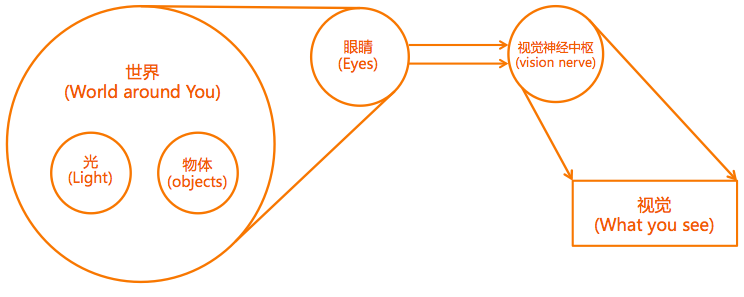 世界
(World around You)
光
(Light)
物体
(objects)
眼睛
(Eyes)
视觉神经中枢
(vision nerve)
视觉
(What you see)